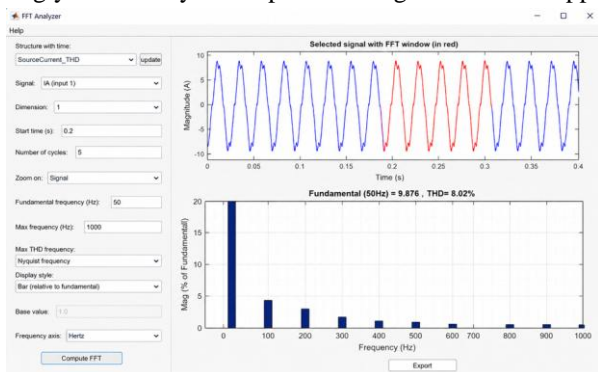 FFT Analyzer
Help
Structure with time:
SourceCurrent_THD
update
Signal: IA (input 1)
Dimension: 1
Start time (s): 0.2
Number of cycles: 5
Zoom on: Signal
Fundamental frequency (Hz): 50
Max frequency (Hz): 1000
Max THD frequency:
Nyquist frequency
Display style:
Bar (relative to fundamental)
Base value: 1.0
Frequency axis: Hertz
Compute FFT
Selected signal with FFT window (in red)
Magnitude (A)
10
5
0
-5
-10
0 0.05 0.1 0.15 0.2 0.25 0.3 0.35 0.4
Time (s)
Fundamental (50Hz) = 9.876 , THD= 8.02%
Mag (% of Fundamental)
20
15
10
5
0
0 100 200 300 400 500 600 700 800 900 1000
Frequency (Hz)
Export